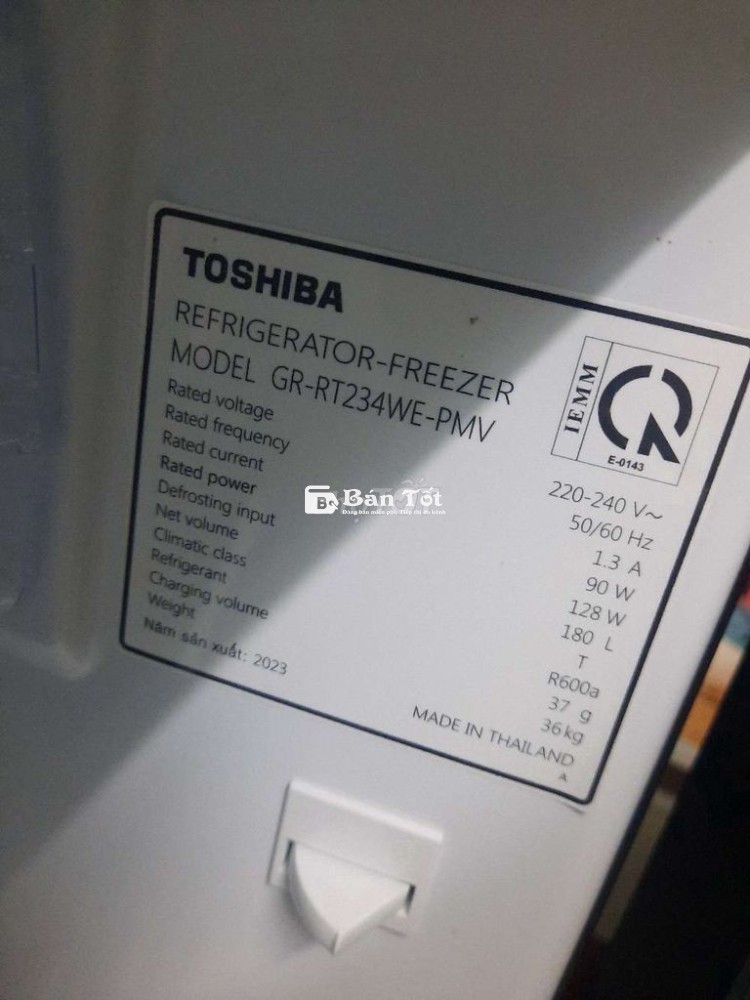 TOSHIBA
REFRIGERATOR-FREEZER
MODEL GR-RT234WE-PMV
IEMM
E-0143
Rated voltage 220-240 V~
Rated frequency 50/60 Hz
Rated current 1.3 A
Rated power 90 W
Defrosting input 128 W
Net volume 180 L
Climatic class T
Refrigerant R600a
Charging volume 37 g
Weight 36kg
Năm sản xuất: 2023
MADE IN THAILAND
A
Bán Tốt